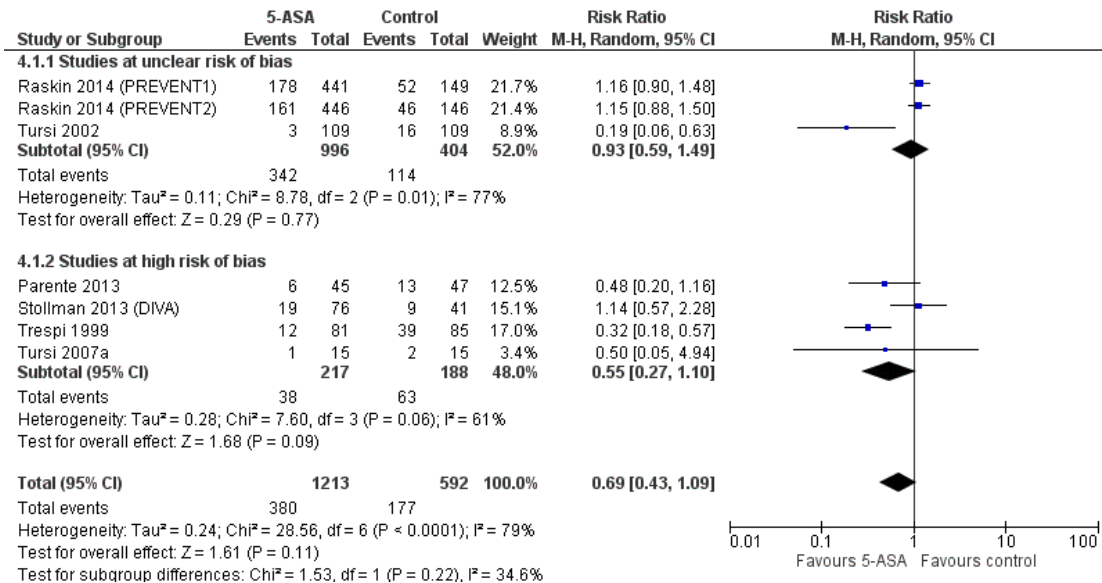 5-ASA Control Risk Ratio Risk Ratio
Study or Subgroup Events Total Events Total Weight M-H, Random, 95% CI M-H, Random, 95% CI
4.1.1 Studies at unclear risk of bias
Raskin 2014 (PREVENT1) 178 441 52 149 21.7% 1.16 [0.90, 1.48]
Raskin 2014 (PREVENT2) 161 446 46 146 21.4% 1.15 [0.88, 1.50]
Tursi 2002 3 109 16 109 8.9% 0.19 [0.06, 0.63]
Subtotal (95% CI) 996 404 52.0% 0.93 [0.59, 1.49]
Total events 342 114
Heterogeneity: Tau² = 0.11; Chi² = 8.78, df = 2 (P = 0.01); I² = 77%
Test for overall effect: Z = 0.29 (P = 0.77)
4.1.2 Studies at high risk of bias
Parente 2013 6 45 13 47 12.5% 0.48 [0.20, 1.16]
Stollman 2013 (DIVA) 19 76 9 41 15.1% 1.14 [0.57, 2.28]
Trespi 1999 12 81 39 85 17.0% 0.32 [0.18, 0.57]
Tursi 2007a 1 15 2 15 3.4% 0.50 [0.05, 4.94]
Subtotal (95% CI) 217 188 48.0% 0.55 [0.27, 1.10]
Total events 38 63
Heterogeneity: Tau² = 0.28; Chi² = 7.60, df = 3 (P = 0.06); I² = 61%
Test for overall effect: Z = 1.68 (P = 0.09)
Total (95% CI) 1213 592 100.0% 0.69 [0.43, 1.09]
Total events 380 177
Heterogeneity: Tau² = 0.24; Chi² = 28.56, df = 6 (P < 0.0001); I² = 79%
Test for overall effect: Z = 1.61 (P = 0.11)
Test for subgroup differences: Chi² = 1.53, df = 1 (P = 0.22), I² = 34.6%
0.01 0.1 1 10 100
Favours 5-ASA Favours control